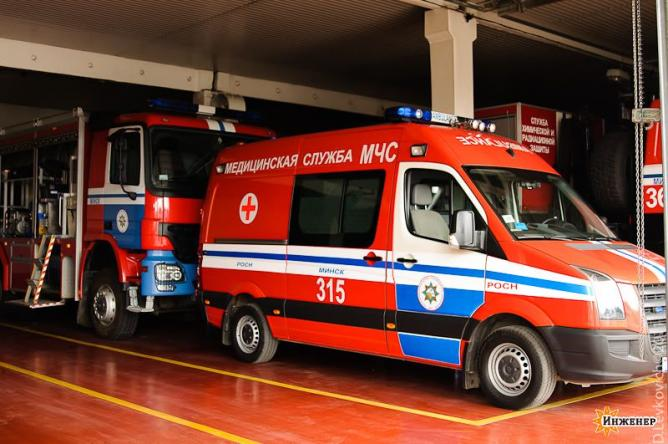 МЕДИЦИНСКАЯ СЛУЖБА МЧС
РОСН
МИНСК
РОСН
315
СЛУЖБА
ХИМИЧЕСКОЙ И
РАДИАЦИОННОЙ
ЗАЩИТЫ
36
ИНЖЕНЕР